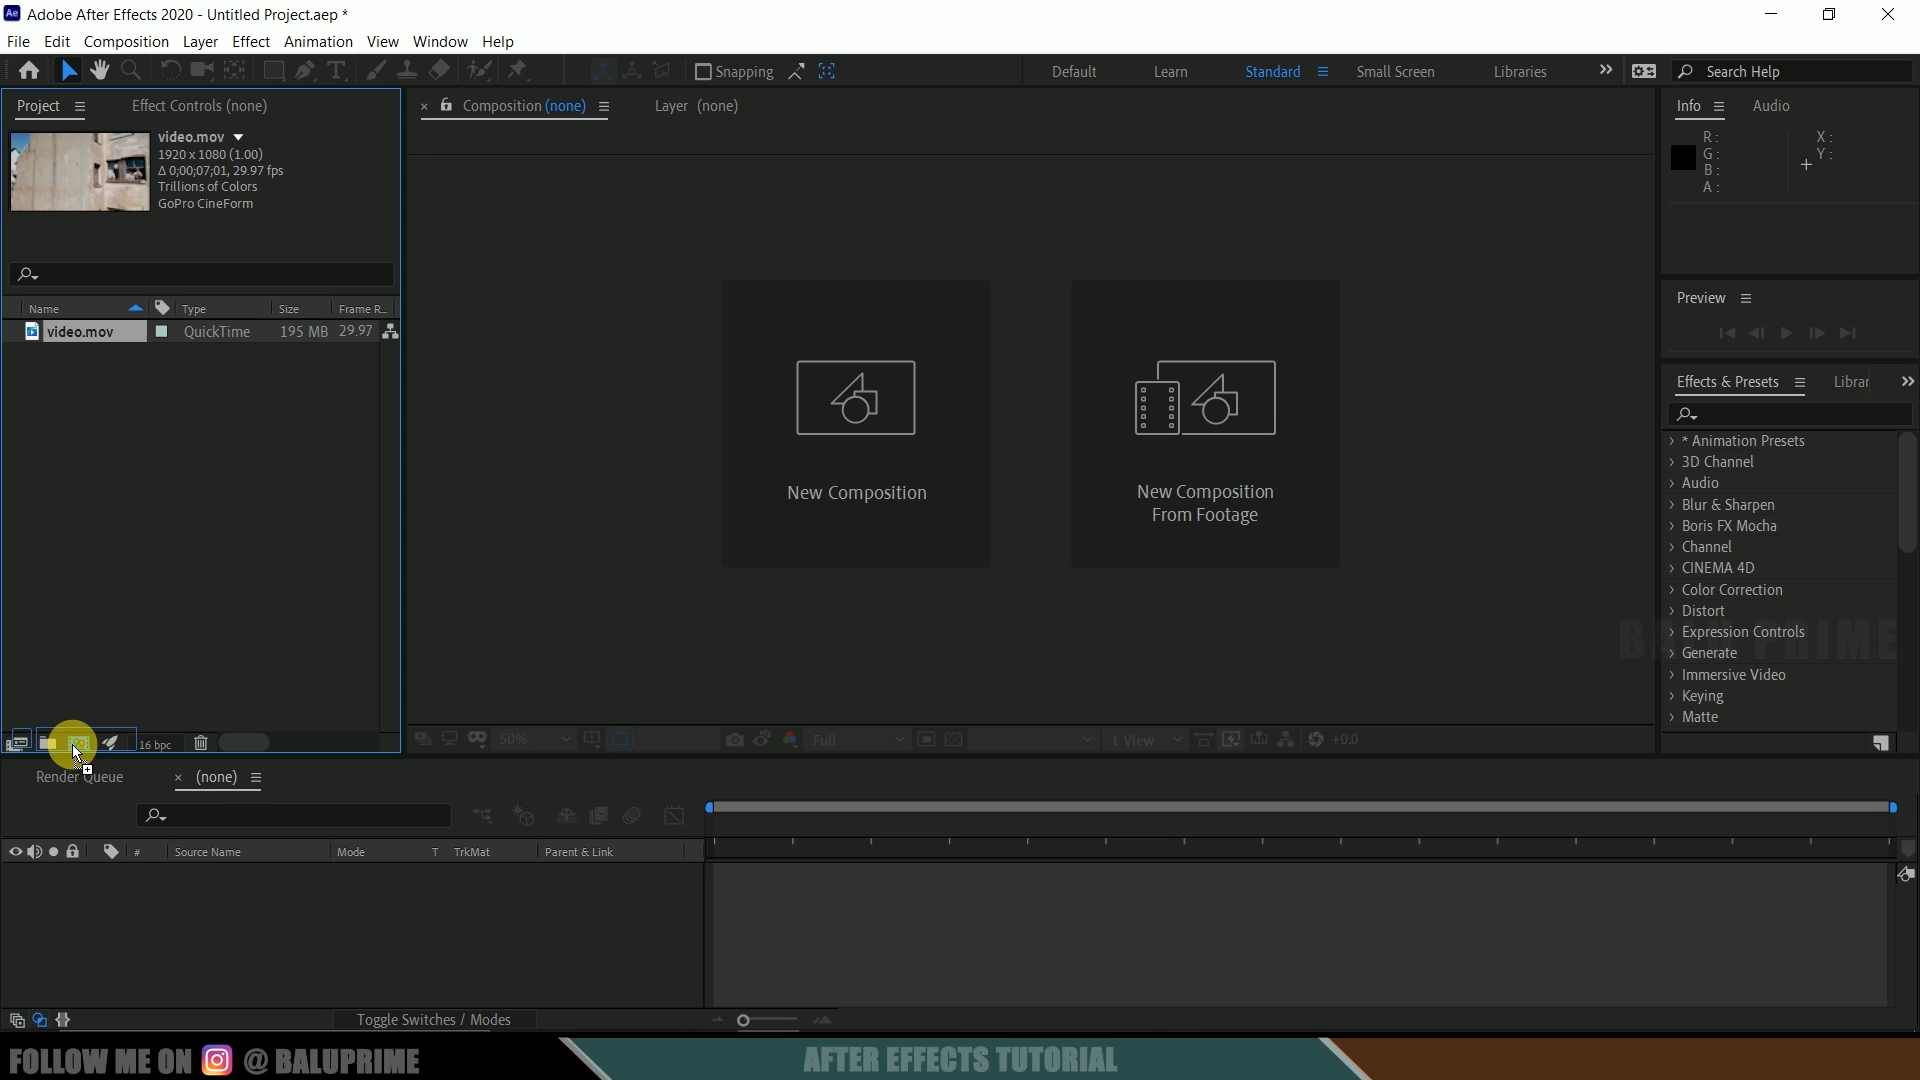 Adobe After Effects 2020 - Untitled Project.aep *
File Edit Composition Layer Effect Animation View Window Help
Snapping Default Learn Standard Small Screen Libraries Search Help
Project Effect Controls (none)
Composition (none) Layer (none)
Info Audio
video.mov
1920 x 1080 (1.00)
Δ 0;00;07;01, 29.97 fps
Trillions of Colors
GoPro CineForm
R :
G :
B :
A :
X :
Y :
Name Type Size Frame R...
video.mov QuickTime 195 MB 29.97
New Composition
New Composition
From Footage
Preview
Effects & Presets Librar
* Animation Presets
3D Channel
Audio
Blur & Sharpen
Boris FX Mocha
Channel
CINEMA 4D
Color Correction
Distort
Expression Controls
Generate
Immersive Video
Keying
Matte
16 bpc
50% Full 1 View +0.0
Render Queue (none)
# Source Name Mode T TrkMat Parent & Link
Toggle Switches / Modes
FOLLOW ME ON @ BALUPRIME
AFTER EFFECTS TUTORIAL